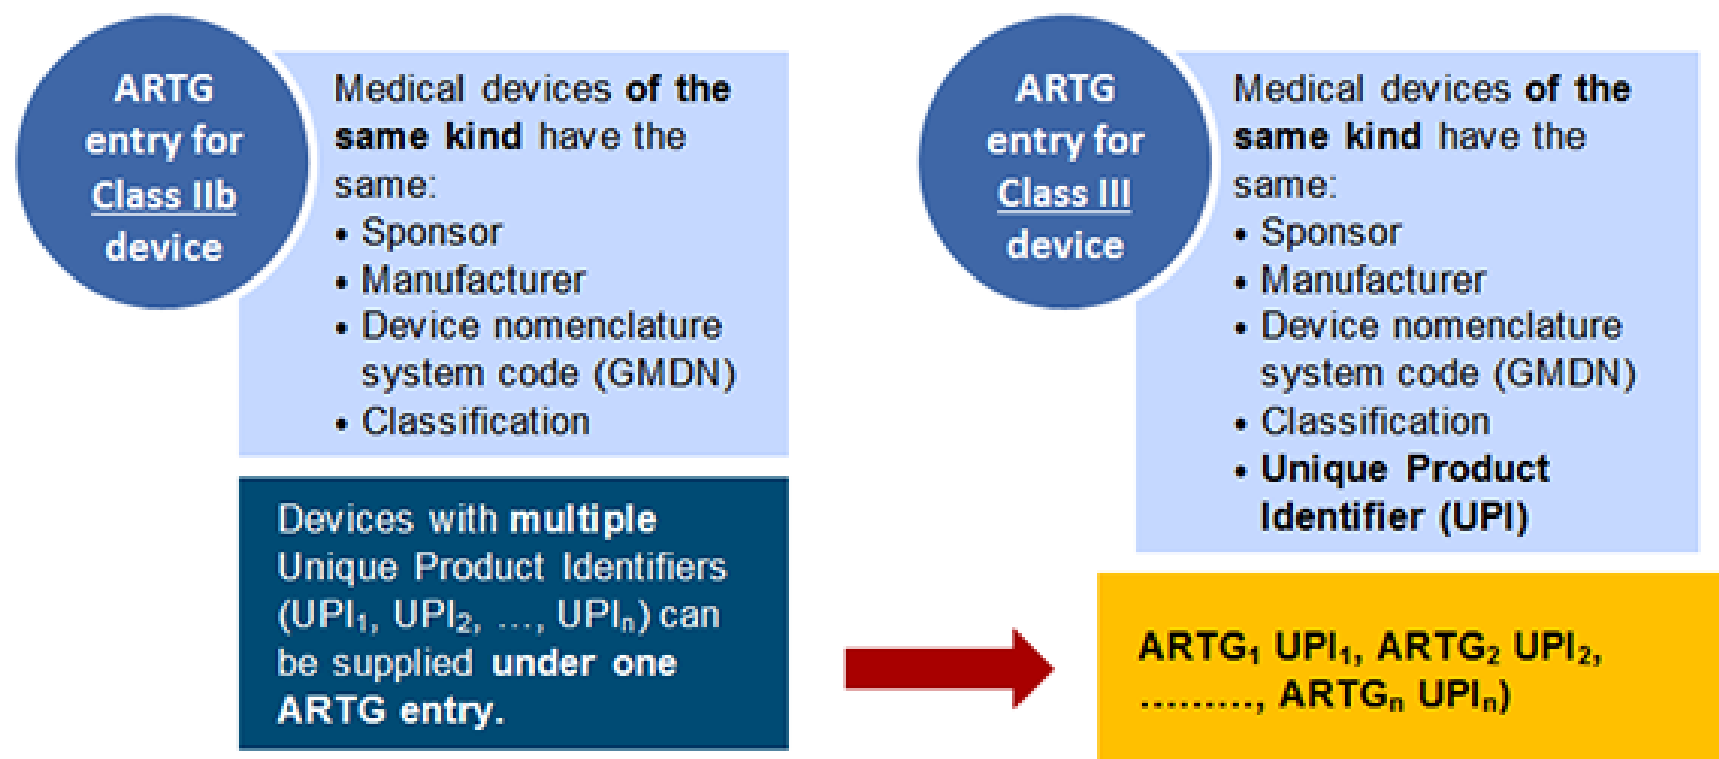 ARTG
entry for
Class IIb
device
Medical devices of the
same kind have the
same:
• Sponsor
• Manufacturer
• Device nomenclature
system code (GMDN)
• Classification
Devices with multiple
Unique Product Identifiers
(UPI₁, UPI₂, ..., UPIₙ) can
be supplied under one
ARTG entry.
ARTG
entry for
Class III
device
Medical devices of the
same kind have the
same:
• Sponsor
• Manufacturer
• Device nomenclature
system code (GMDN)
• Classification
• Unique Product
Identifier (UPI)
ARTG₁ UPI₁, ARTG₂ UPI₂,
........., ARTGₙ UPIₙ)